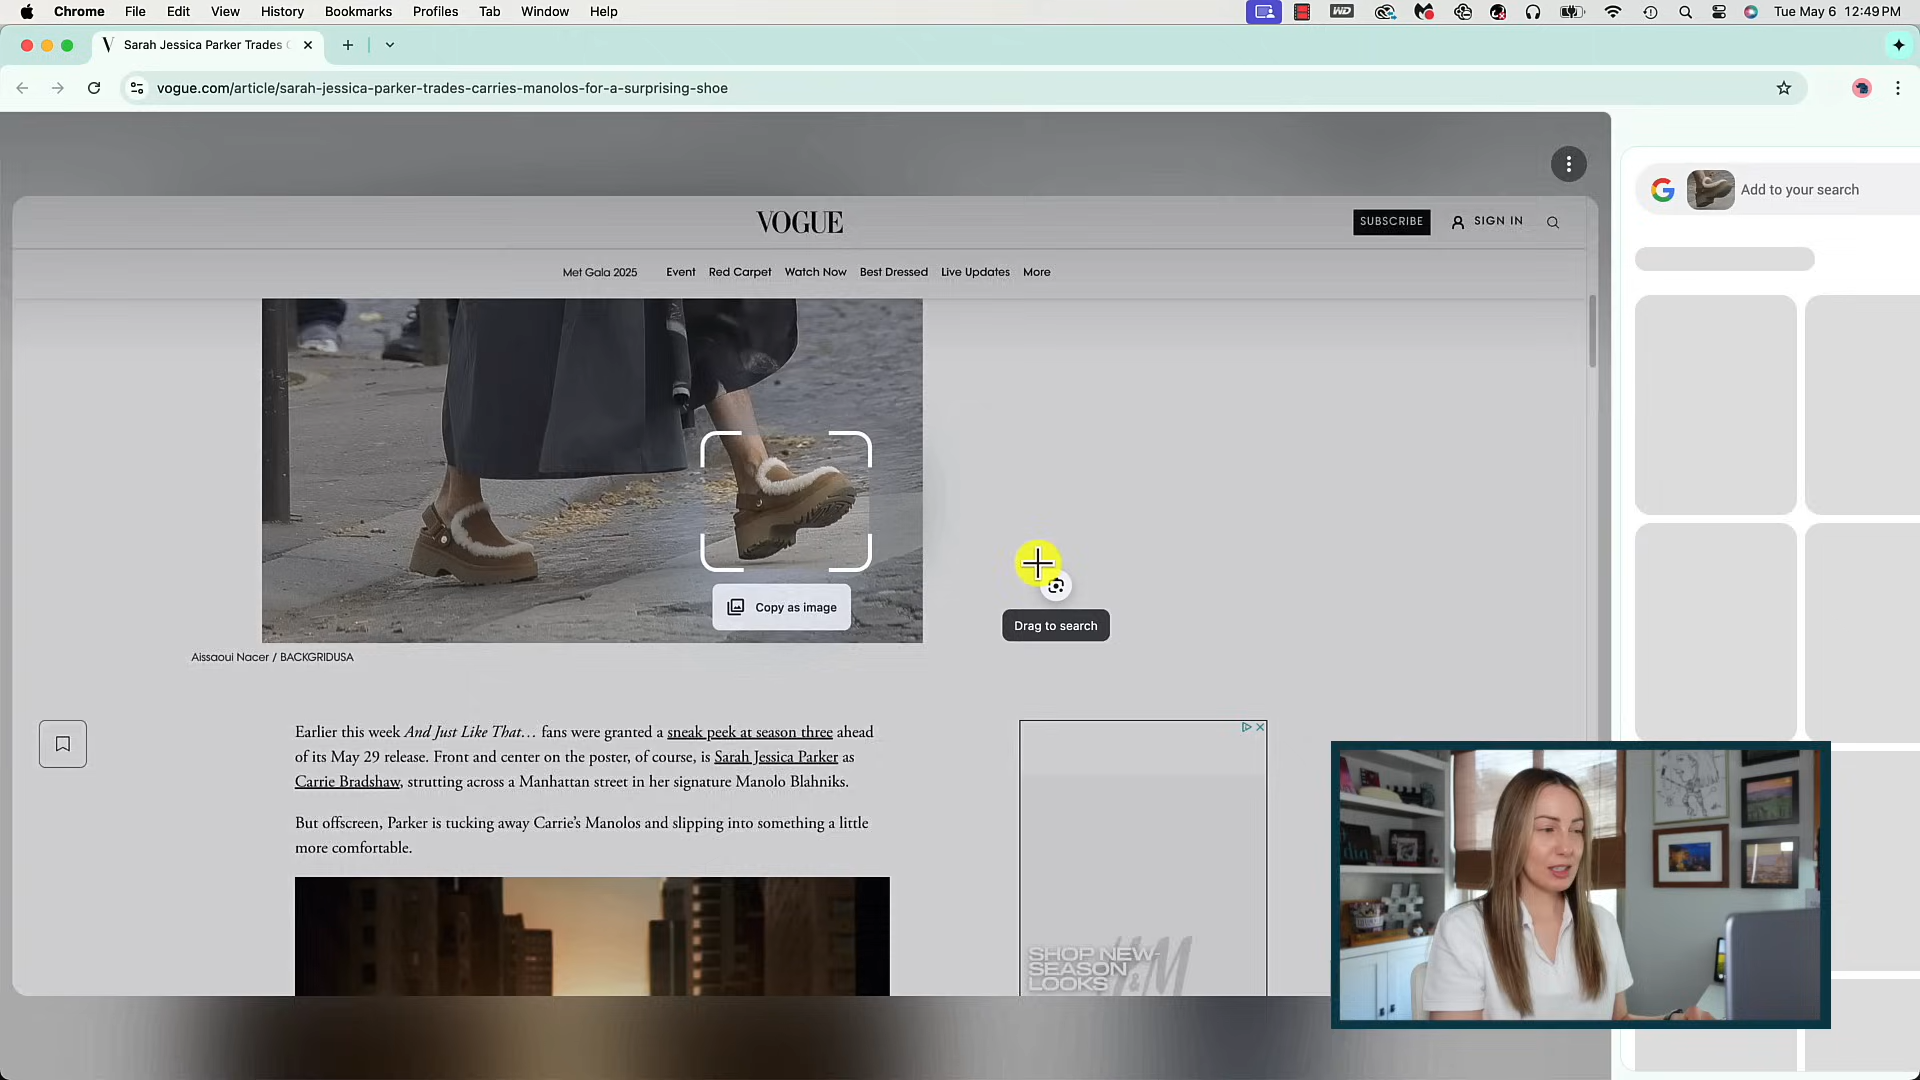 Chrome File Edit View History Bookmarks Profiles Tab Window Help
WD
Tue May 6 12:49 PM
Sarah Jessica Parker Trades
vogue.com/article/sarah-jessica-parker-trades-carries-manolos-for-a-surprising-shoe
Add to your search
VOGUE
SUBSCRIBE
SIGN IN
Met Gala 2025 Event Red Carpet Watch Now Best Dressed Live Updates More
Copy as image
Drag to search
Aissaoui Nacer / BACKGRIDUSA
Earlier this week And Just Like That… fans were granted a sneak peek at season three ahead
of its May 29 release. Front and center on the poster, of course, is Sarah Jessica Parker as
Carrie Bradshaw, strutting across a Manhattan street in her signature Manolo Blahniks.
But offscreen, Parker is tucking away Carrie’s Manolos and slipping into something a little
more comfortable.
SHOP NEW-
SEASON
LOOKS
H&M